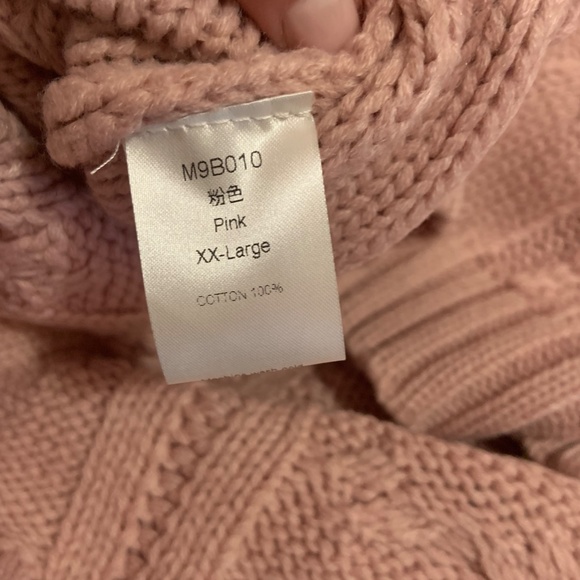 M9B010
粉色
Pink
XX-Large
COTTON 100%